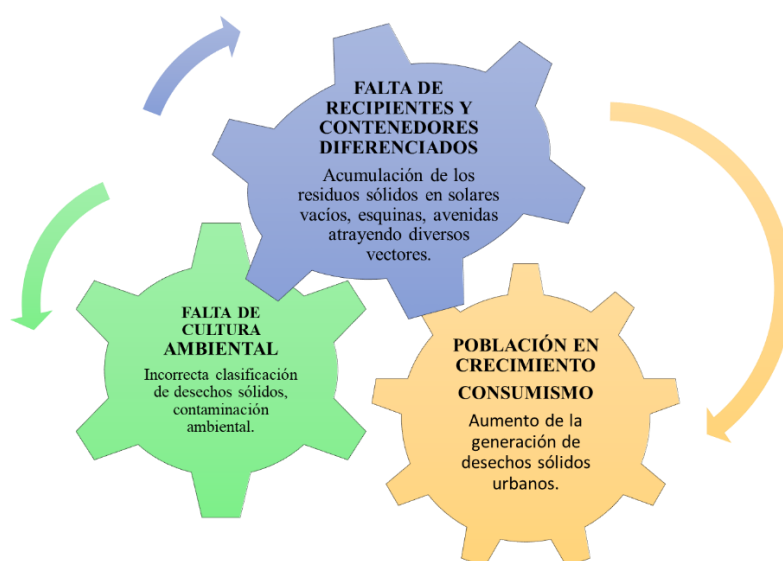 FALTA DE
RECIPIENTES Y
CONTENEDORES
DIFERENCIADOS
Acumulación de los
residuos sólidos en solares
vacíos, esquinas, avenidas
atrayendo diversos
vectores.
FALTA DE
CULTURA
AMBIENTAL
Incorrecta clasificación
de desechos sólidos,
contaminación
ambiental.
POBLACIÓN EN
CRECIMIENTO
CONSUMISMO
Aumento de la
generación de
desechos sólidos
urbanos.